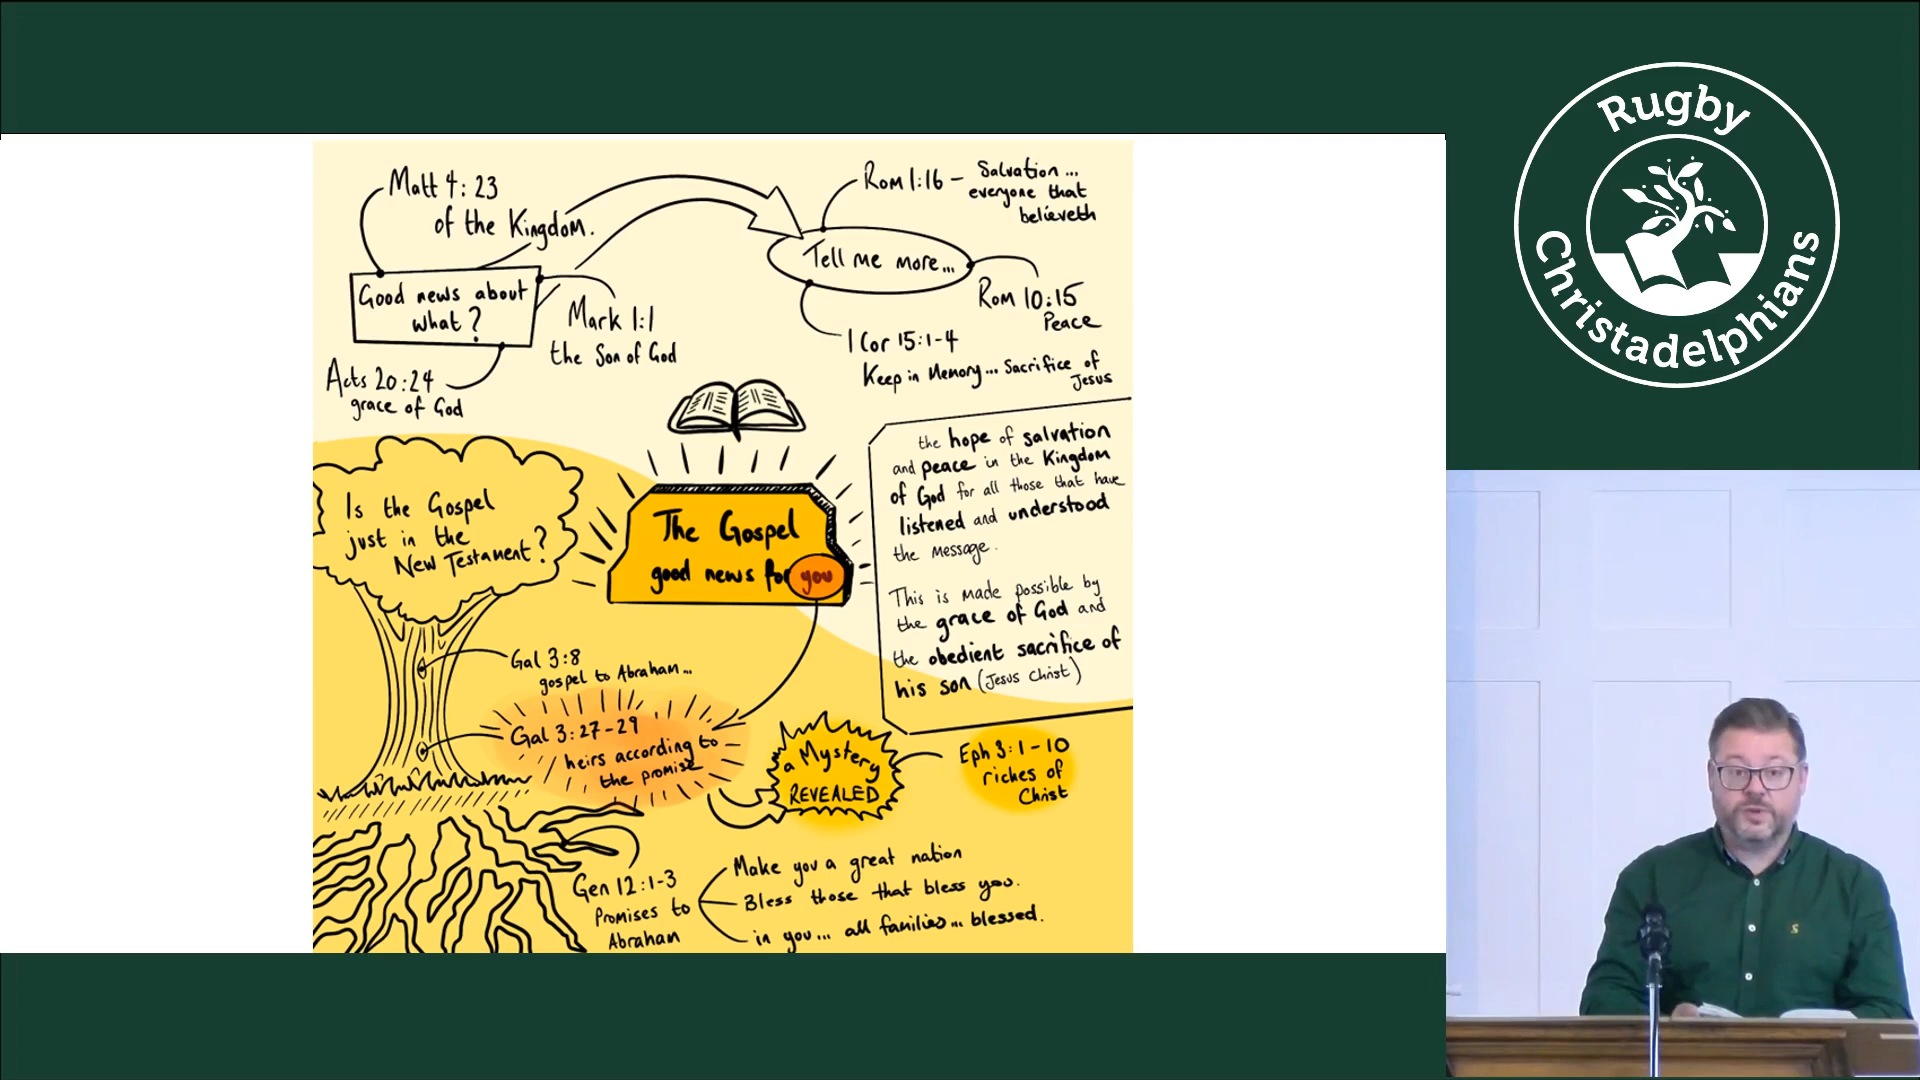 Matt 4:23
of the Kingdom.
Good news about
what?
Mark 1:1
the Son of God
Acts 20:24
grace of God
Rom 1:16 – Salvation...
everyone that
believeth
Tell me more...
Rom 10:15
Peace
1 Cor 15:1-4
Keep in Memory... Sacrifice of
Jesus
The Gospel
good news for you
the hope of salvation
and peace in the Kingdom
of God for all those that have
listened and understood
the message.
This is made possible by
the grace of God and
the obedient sacrifice of
his son (Jesus Christ)
Is the Gospel
just in the
New Testament?
Gal 3:8
gospel to Abraham...
Gal 3:27-29
heirs according to
the promise
a Mystery
REVEALED
Eph 3:1-10
riches of
Christ
Gen 12:1-3
Promises to
Abraham
Make you a great nation
Bless those that bless you.
in you... all families... blessed.
Rugby
Christadelphians
S